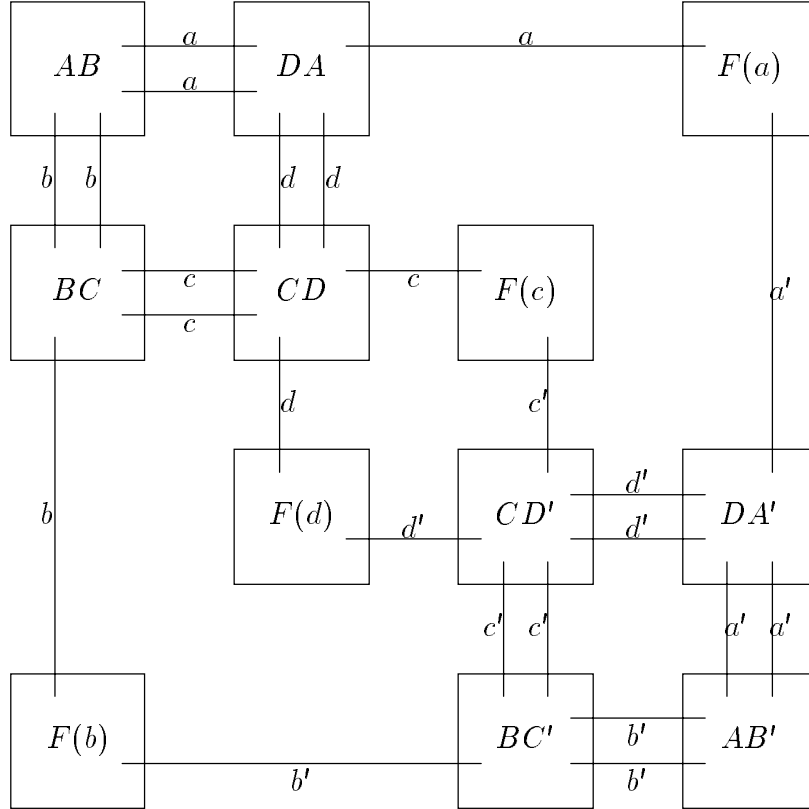 a a
AB DA F(a)
a
b b d d
c c
BC CD F(c) a'
c
d c'
d'
b F(d) d' CD' DA'
d'
c' c' a' a'
F(b) BC' b' AB'
b' b'